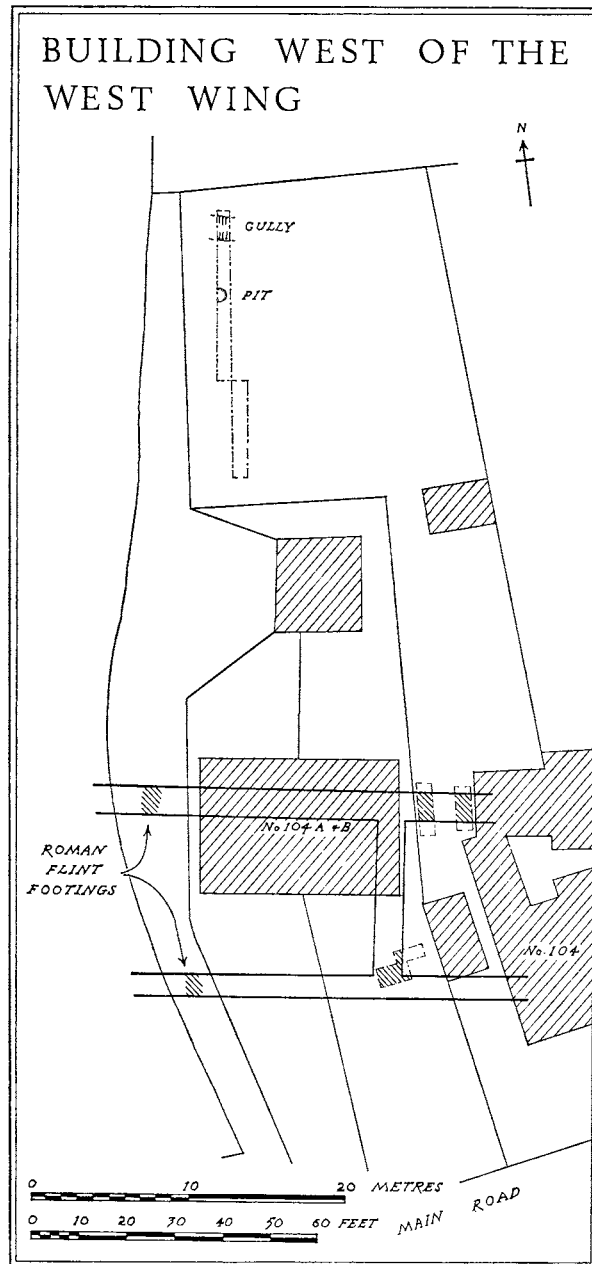 BUILDING WEST OF THE
WEST WING
N
GULLY
PIT
No 104 A + B
ROMAN
FLINT
FOOTINGS
No. 104
0 10 20 METRES
0 10 20 30 40 50 60 FEET
MAIN ROAD